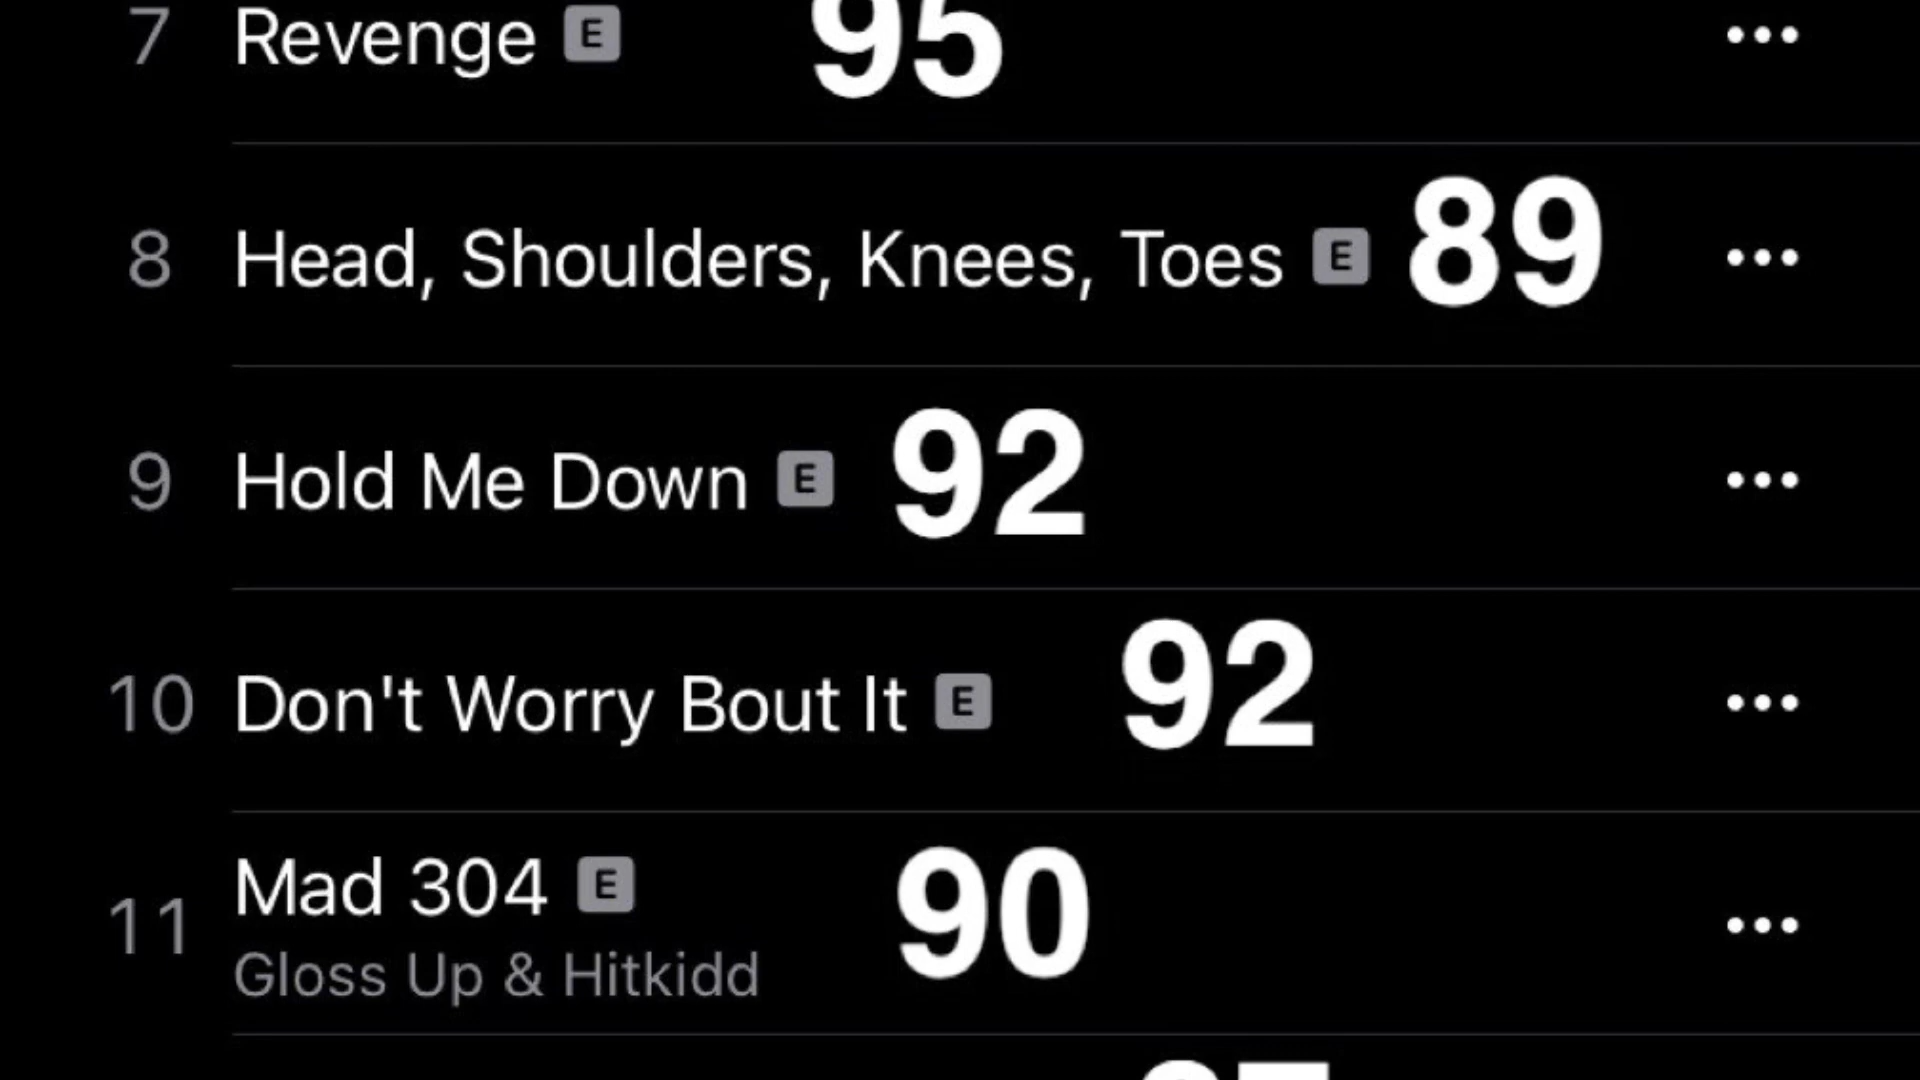 7 Revenge E 95
8 Head, Shoulders, Knees, Toes E 89
9 Hold Me Down E 92
10 Don't Worry Bout It E 92
11 Mad 304 E 90
Gloss Up & Hitkidd